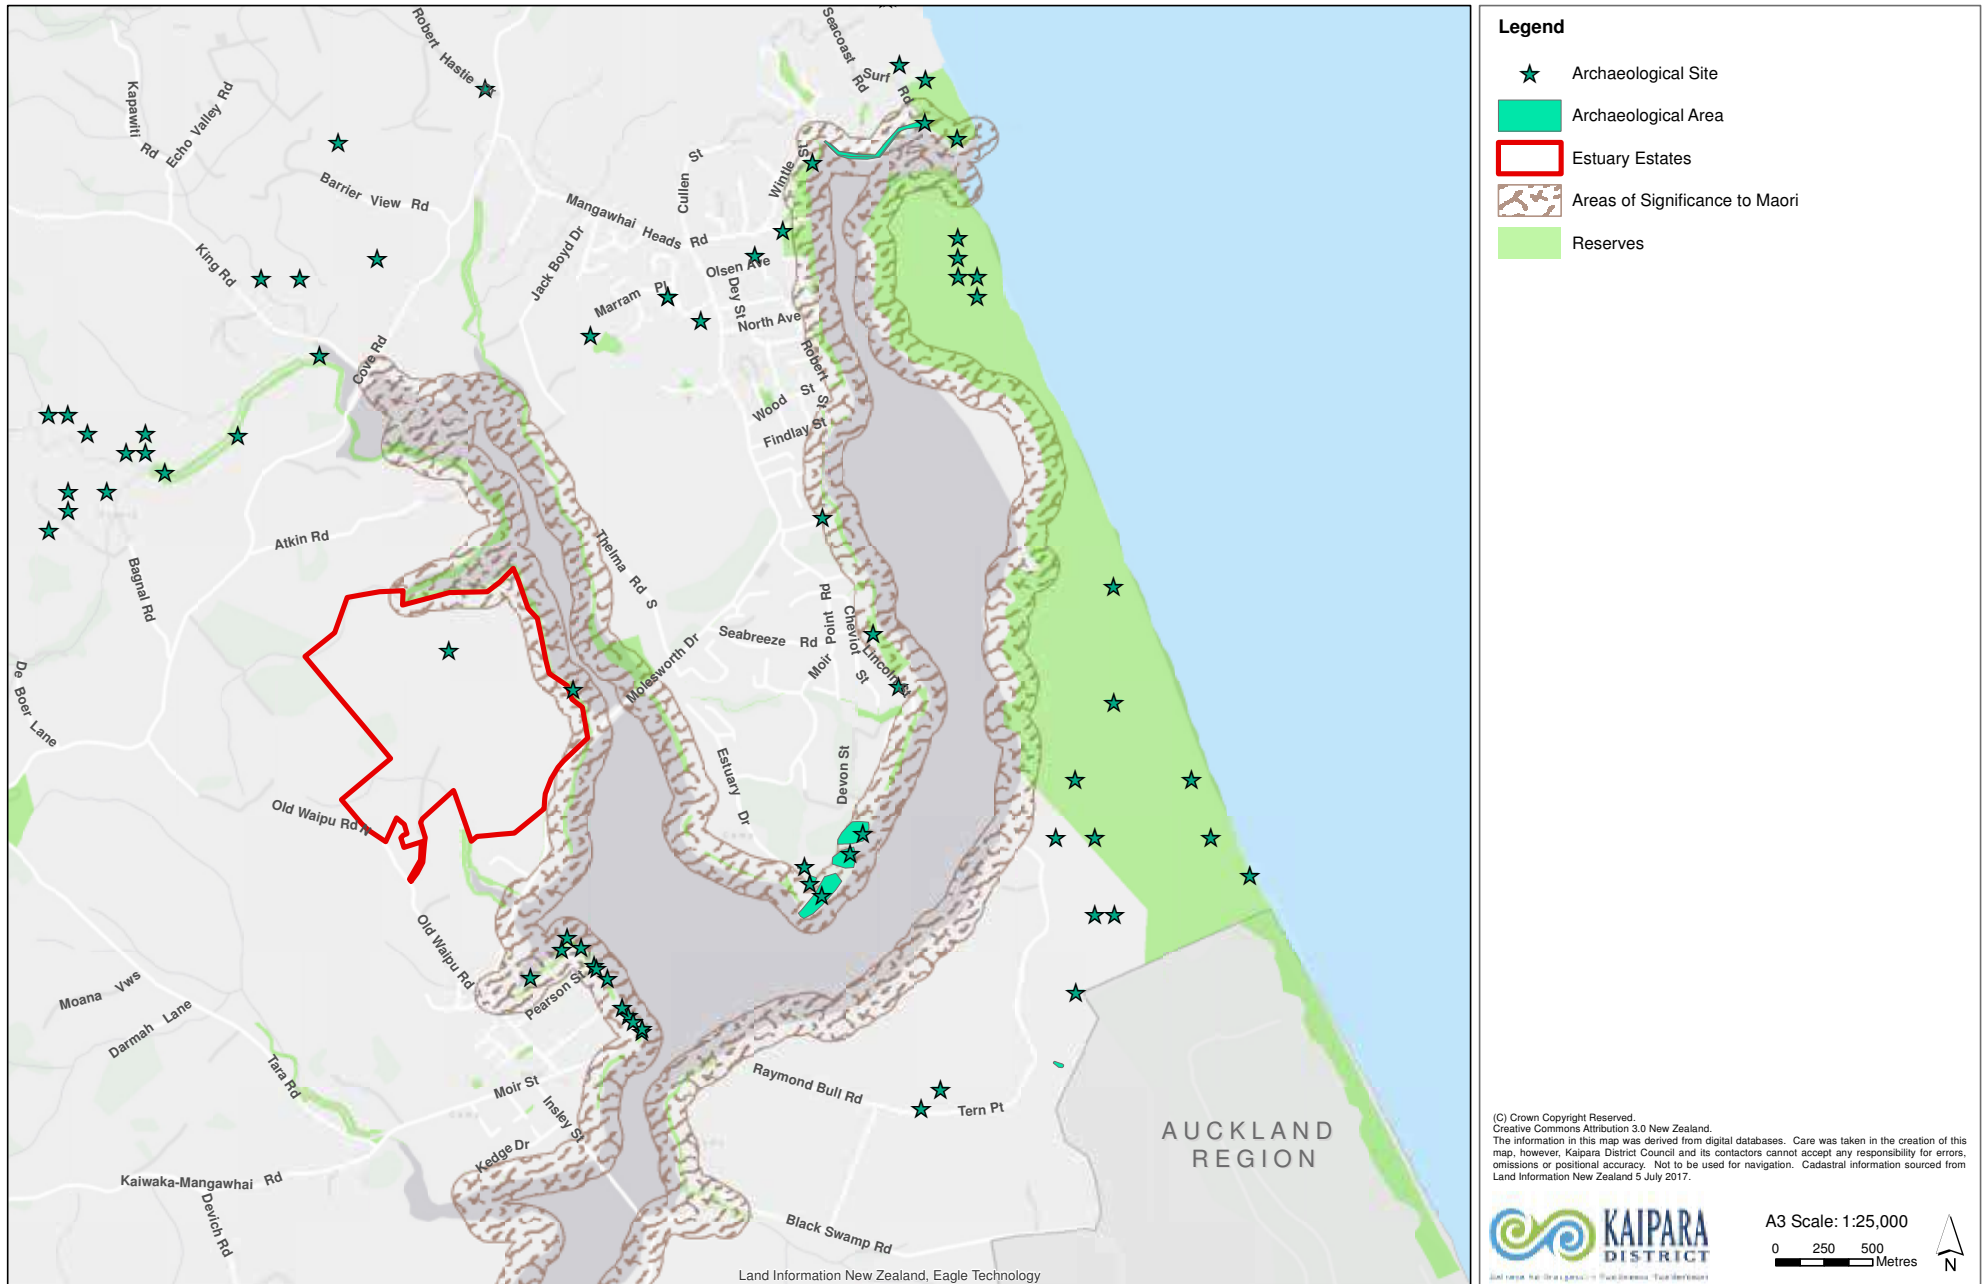 Robert Hastie
Seacoast Rd
Surf Rd
Kapawiti Rd
Echo Valley Rd
Barrier View Rd
Cullen St
Wintle St
Mangawhai Heads Rd
King Rd
Jack Boyd Dr
Olsen Ave
Marram Pl
Dey St
North Ave
Cove Rd
Robert St
Wood St
Findlay St
Atkin Rd
Bagnal Rd
Thelma Rd S
Point Rd
Cheviot St
Seabreeze Rd
Moir
Lincoln St
Molesworth Dr
De Boer Lane
Estuary Dr
Devon St
Old Waipu Rd N
Old Waipu Rd
Pearson St
Moana Vws
Darmah Lane
Tara Rd
Moir St
Insley St
Kedge Dr
Raymond Bull Rd
Tern Pt
AUCKLAND
REGION
Kaiwaka-Mangawhai Rd
Devich Rd
Black Swamp Rd
Land Information New Zealand, Eagle Technology
Legend
Archaeological Site
Archaeological Area
Estuary Estates
Areas of Significance to Maori
Reserves
(C) Crown Copyright Reserved.
Creative Commons Attribution 3.0 New Zealand.
The information in this map was derived from digital databases. Care was taken in the creation of this
map, however, Kaipara District Council and its contactors cannot accept any responsibility for errors,
omissions or positional accuracy. Not to be used for navigation. Cadastral information sourced from
Land Information New Zealand 5 July 2017.
KAIPARA
DISTRICT
A3 Scale: 1:25,000
0 250 500
Metres
N